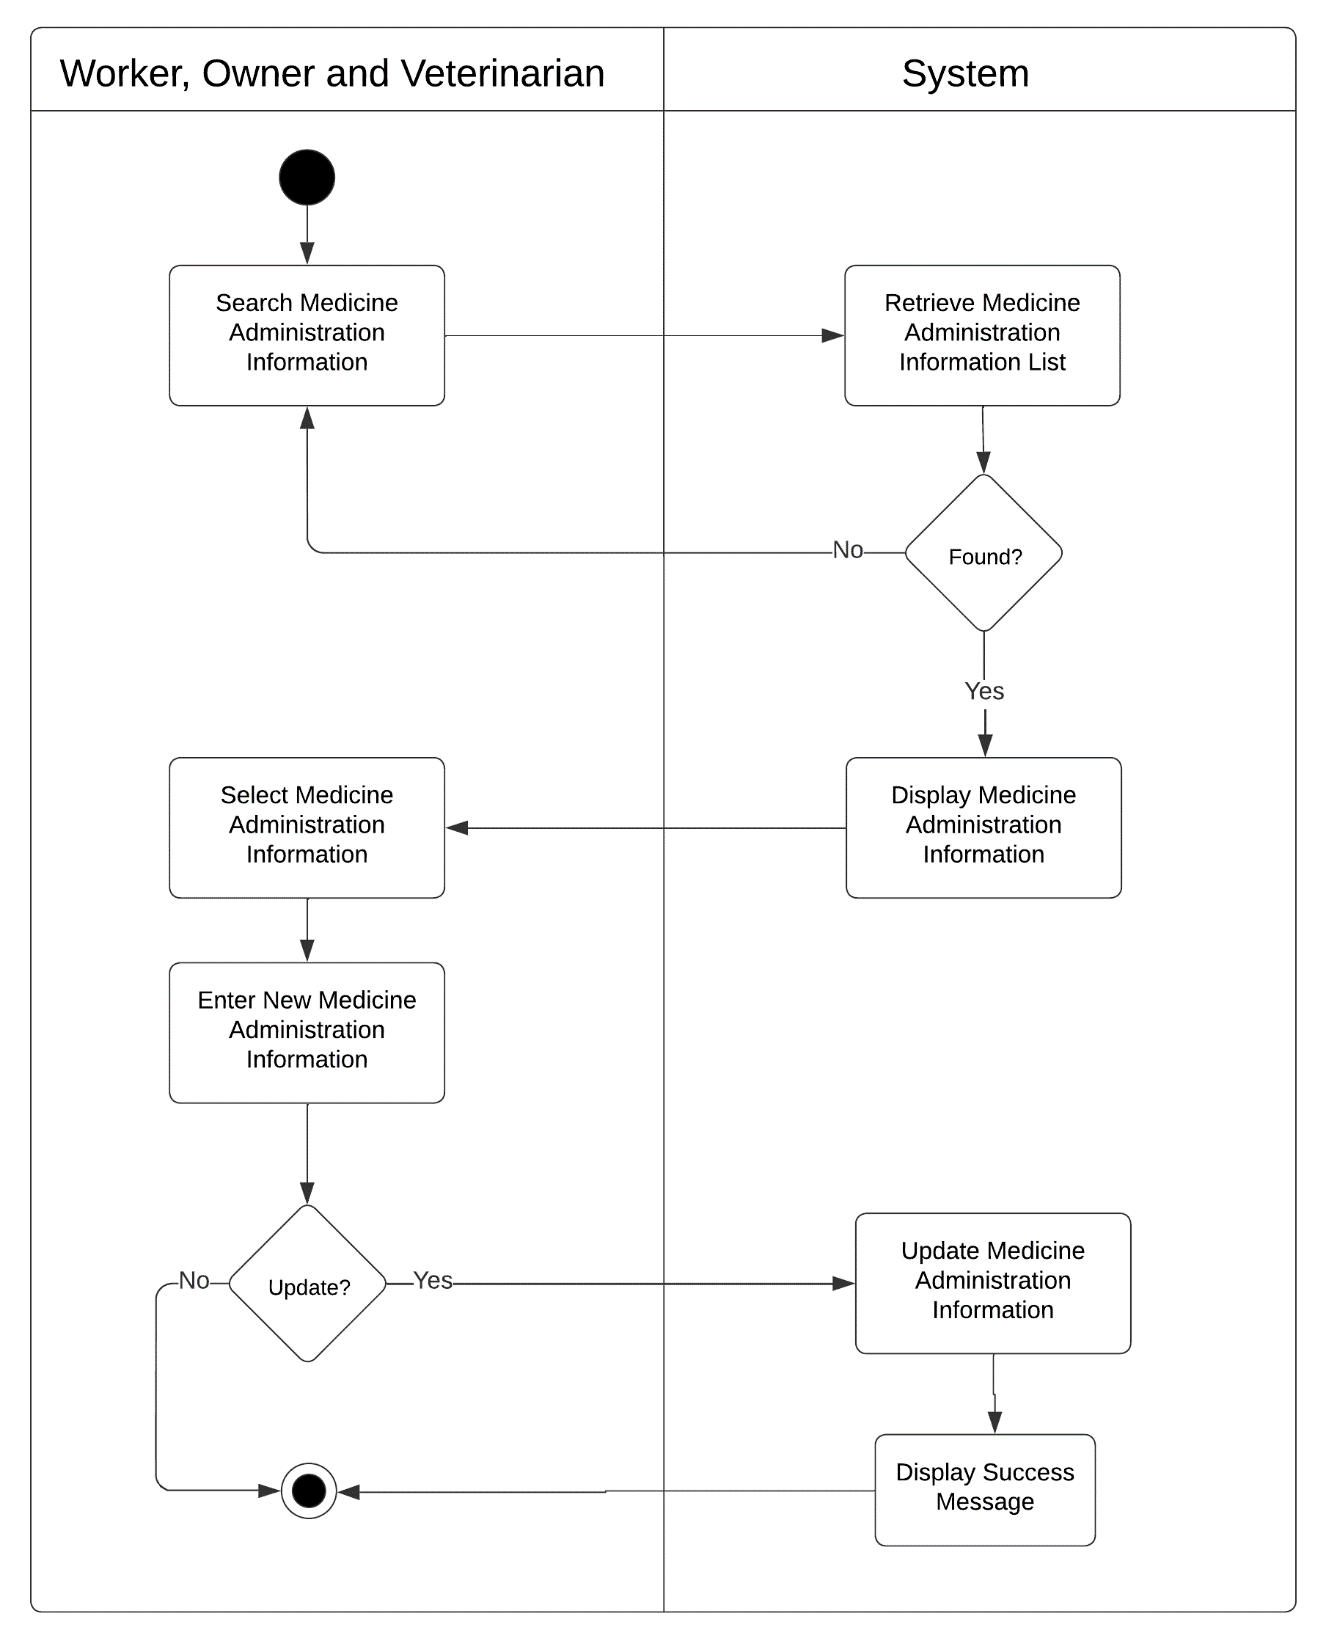 Worker, Owner and Veterinarian
System
Search Medicine
Administration
Information
Retrieve Medicine
Administration
Information List
Found?
No
Yes
Display Medicine
Administration
Information
Select Medicine
Administration
Information
Enter New Medicine
Administration
Information
Update?
No
Yes
Update Medicine
Administration
Information
Display Success
Message